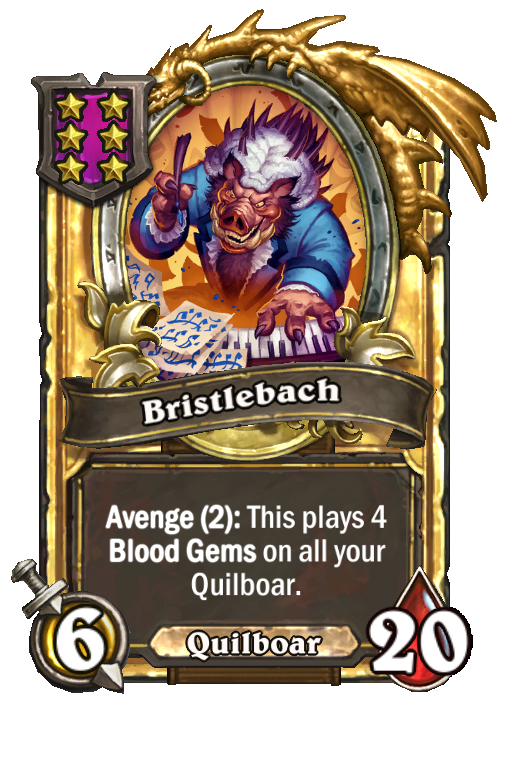 Bristlebach
Avenge (2): This plays 4
Blood Gems on all your
Quilboar.
6
Quilboar
20